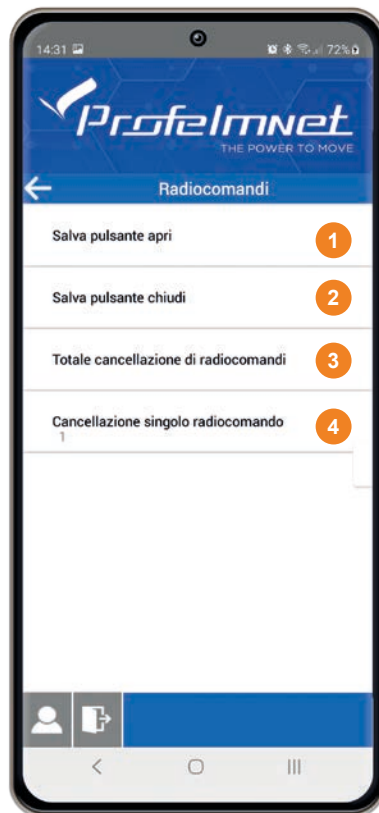 14:31 72%
Profelmnet
THE POWER TO MOVE
Radiocomandi
Salva pulsante apri 1
Salva pulsante chiudi 2
Totale cancellazione di radiocomandi 3
Cancellazione singolo radiocomando 4
1